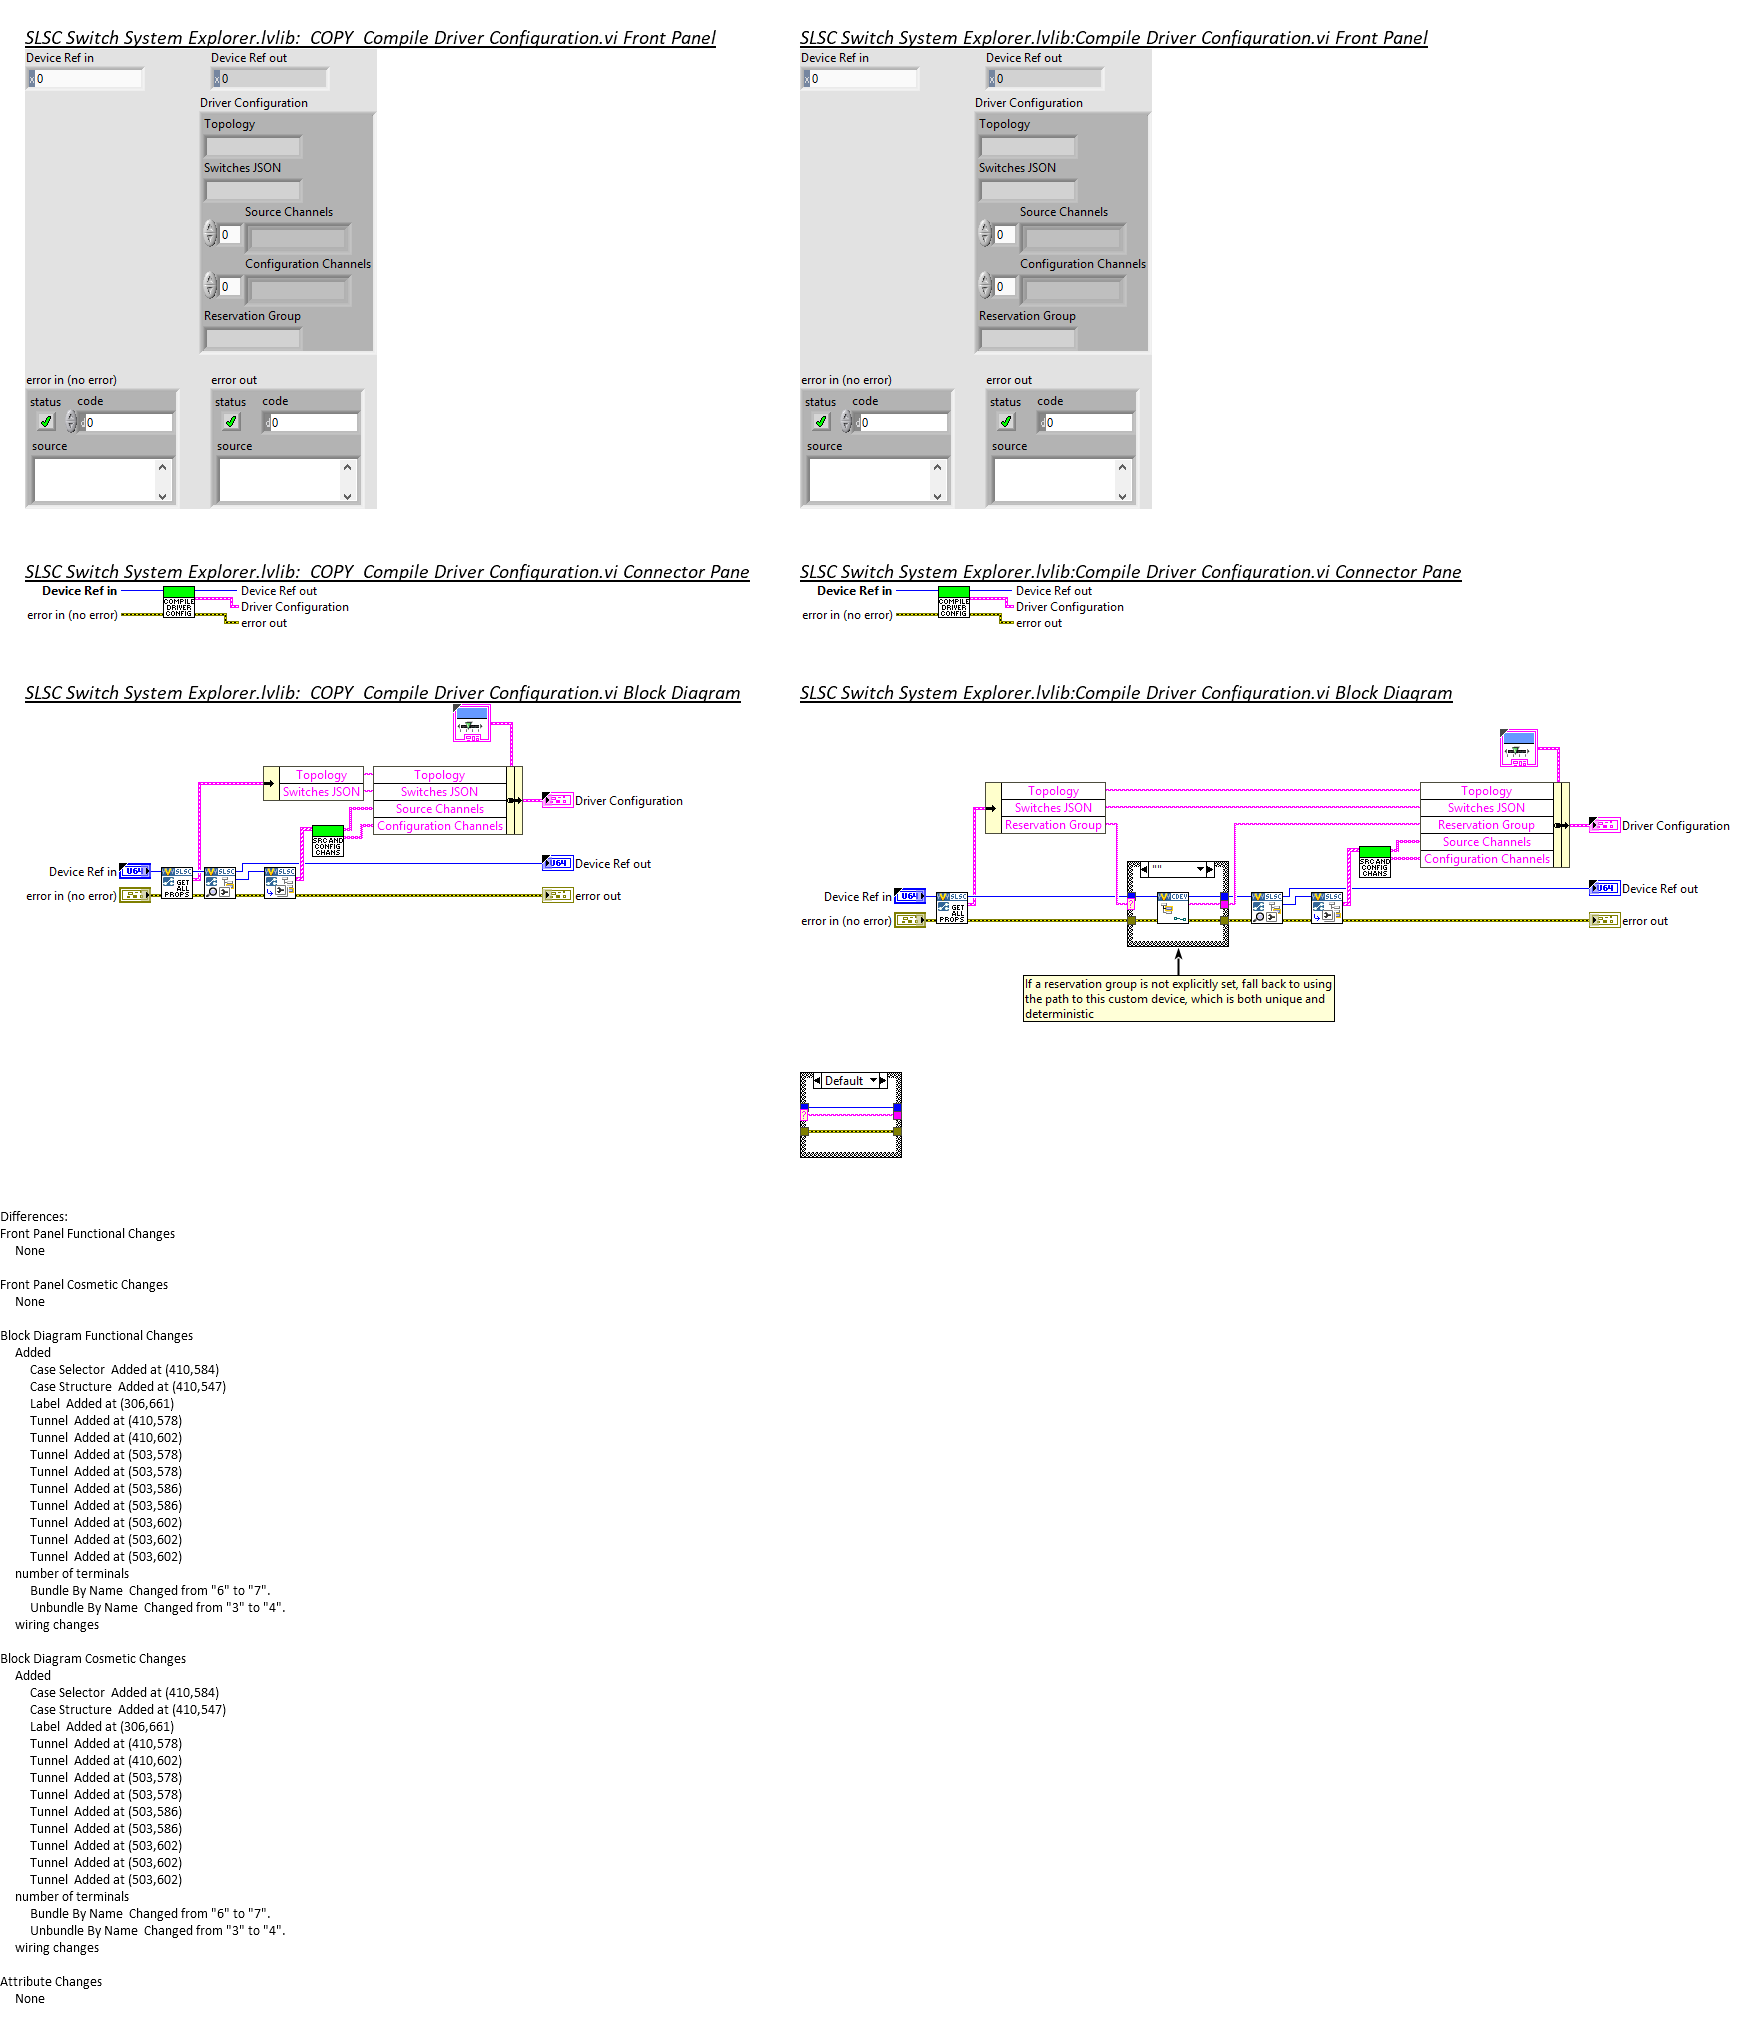 SLSC Switch System Explorer.lvlib:  COPY  Compile Driver Configuration.vi Front Panel
Device Ref in
Device Ref out
x 0
x 0
Driver Configuration
Topology
Switches JSON
Source Channels
0
Configuration Channels
0
Reservation Group
error in (no error)
error out
status
code
status
code
d 0
d 0
source
source
SLSC Switch System Explorer.lvlib:Compile Driver Configuration.vi Front Panel
Device Ref in
Device Ref out
x 0
x 0
Driver Configuration
Topology
Switches JSON
Source Channels
0
Configuration Channels
0
Reservation Group
error in (no error)
error out
status
code
status
code
d 0
d 0
source
source
SLSC Switch System Explorer.lvlib:  COPY  Compile Driver Configuration.vi Connector Pane
Device Ref in
Device Ref out
COMPILE
DRIVER
CONFIG
Driver Configuration
error in (no error)
error out
SLSC Switch System Explorer.lvlib:Compile Driver Configuration.vi Connector Pane
Device Ref in
Device Ref out
COMPILE
DRIVER
CONFIG
Driver Configuration
error in (no error)
error out
SLSC Switch System Explorer.lvlib:  COPY  Compile Driver Configuration.vi Block Diagram
Topology
Switches JSON
Topology
Switches JSON
Source Channels
Configuration Channels
Driver Configuration
SRC AND
CONFIG
CHANS
Device Ref in
U64
SLSC
GET
ALL
PROPS
SLSC
SLSC
U64
Device Ref out
error in (no error)
error out
SLSC Switch System Explorer.lvlib:Compile Driver Configuration.vi Block Diagram
Topology
Switches JSON
Reservation Group
Topology
Switches JSON
Reservation Group
Source Channels
Configuration Channels
Driver Configuration
SRC AND
CONFIG
CHANS
""
Device Ref in
U64
SLSC
GET
ALL
PROPS
?
CDEV
SLSC
SLSC
U64
Device Ref out
error in (no error)
error out
If a reservation group is not explicitly set, fall back to using
the path to this custom device, which is both unique and
deterministic
Default
?
Differences:
Front Panel Functional Changes
None
Front Panel Cosmetic Changes
None
Block Diagram Functional Changes
Added
Case Selector  Added at (410,584)
Case Structure  Added at (410,547)
Label  Added at (306,661)
Tunnel  Added at (410,578)
Tunnel  Added at (410,602)
Tunnel  Added at (503,578)
Tunnel  Added at (503,578)
Tunnel  Added at (503,586)
Tunnel  Added at (503,586)
Tunnel  Added at (503,602)
Tunnel  Added at (503,602)
Tunnel  Added at (503,602)
number of terminals
Bundle By Name  Changed from "6" to "7".
Unbundle By Name  Changed from "3" to "4".
wiring changes
Block Diagram Cosmetic Changes
Added
Case Selector  Added at (410,584)
Case Structure  Added at (410,547)
Label  Added at (306,661)
Tunnel  Added at (410,578)
Tunnel  Added at (410,602)
Tunnel  Added at (503,578)
Tunnel  Added at (503,578)
Tunnel  Added at (503,586)
Tunnel  Added at (503,586)
Tunnel  Added at (503,602)
Tunnel  Added at (503,602)
Tunnel  Added at (503,602)
number of terminals
Bundle By Name  Changed from "6" to "7".
Unbundle By Name  Changed from "3" to "4".
wiring changes
Attribute Changes
None